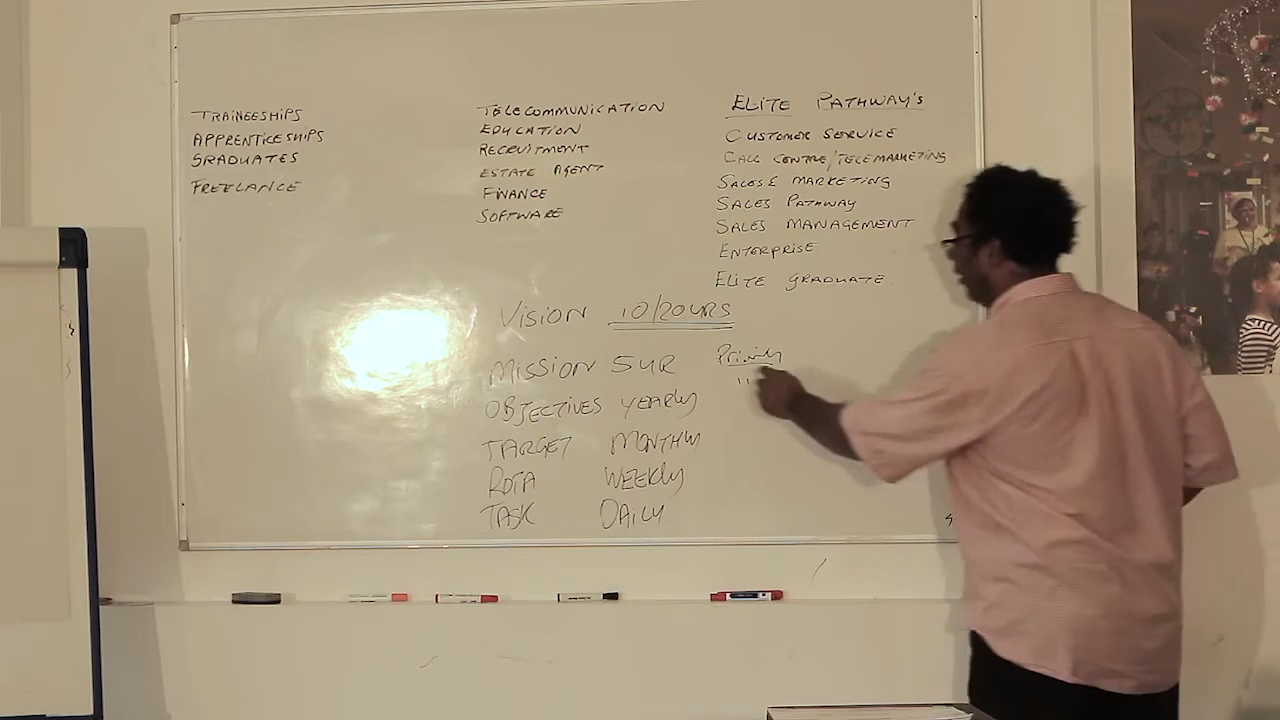 TRAINEESHIPS
APPRENTICESHIPS
GRADUATES
FREELANCE
TELECOMMUNICATION
EDUCATION
RECRUITMENT
ESTATE AGENT
FINANCE
SOFTWARE
ELITE PATHWAY'S
CUSTOMER SERVICE
CALL CENTRE/TELEMARKETING
SALES & MARKETING
SALES PATHWAY
SALES MANAGEMENT
ENTERPRISE
ELITE GRADUATE.
VISION 10/20YRS
MISSION 5YR
OBJECTIVES YEARLY
TARGET MONTHLY
ROTA WEEKLY
TASK DAILY
Priority